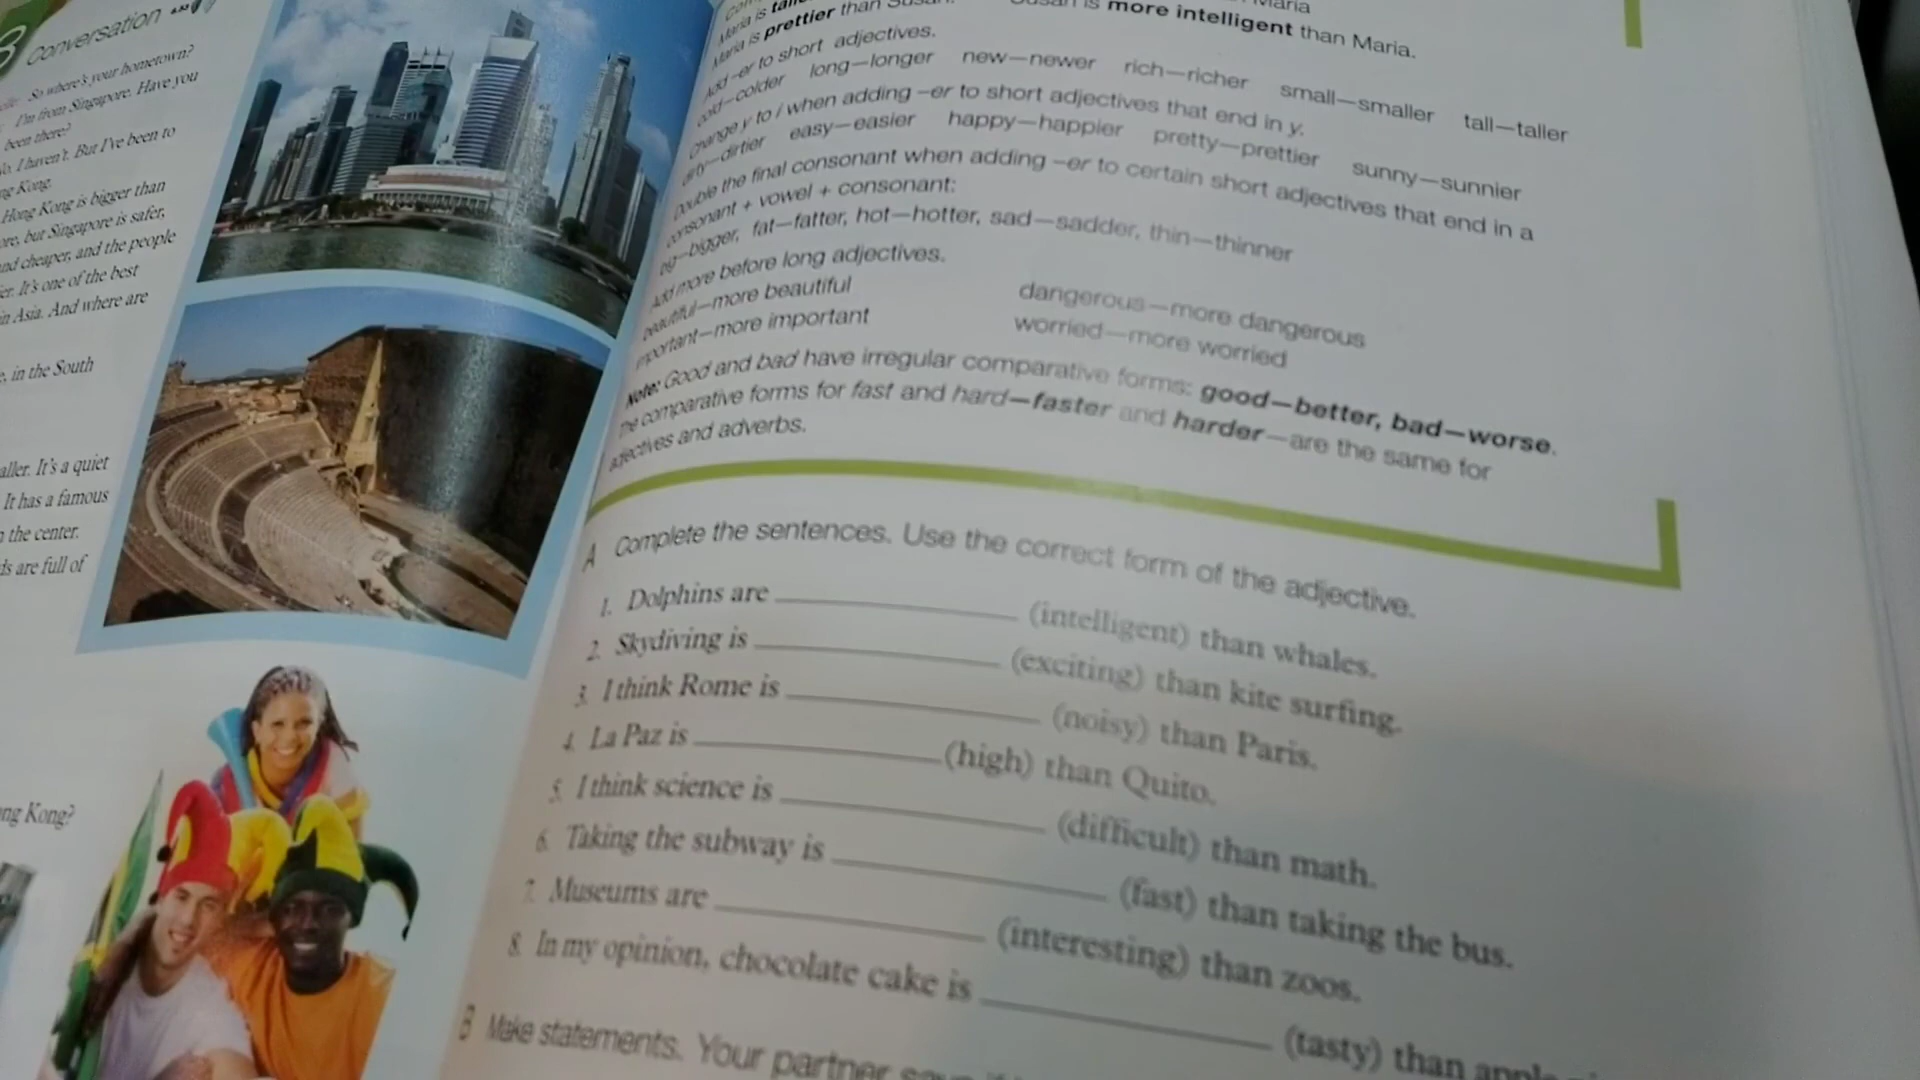 Conversation
So where's your hometown?
I'm from Singapore. Have you
been there?
No, I haven't. But I've been to
Kong.
Hong Kong is bigger than
but Singapore is safer,
and cheaper, and the people
It's one of the best
in Asia. And where are
in the South
It's a quiet
It has a famous
the center.
are full of
Kong?
Maria
Maria is
Susan is more intelligent than Maria.
Maria is prettier than Susan.
Add -er to short adjectives.
cold—colder long—longer new—newer rich—richer small—smaller tall—taller
Change y to i when adding -er to short adjectives that end in y.
dirty—dirtier easy—easier happy—happier pretty—prettier sunny—sunnier
Double the final consonant when adding -er to certain short adjectives that end in a
consonant + vowel + consonant:
big—bigger, fat—fatter, hot—hotter, sad—sadder, thin—thinner
Add more before long adjectives.
beautiful—more beautiful dangerous—more dangerous
important—more important worried—more worried
Note: Good and bad have irregular comparative forms: good—better, bad—worse.
The comparative forms for fast and hard—faster and harder—are the same for
adjectives and adverbs.
A Complete the sentences. Use the correct form of the adjective.
1. Dolphins are ____ (intelligent) than whales.
2. Skydiving is ____ (exciting) than kite surfing.
3. I think Rome is ____ (noisy) than Paris.
4. La Paz is ____ (high) than Quito.
5. I think science is ____ (difficult) than math.
6. Taking the subway is ____ (fast) than taking the bus.
7. Museums are ____ (interesting) than zoos.
8. In my opinion, chocolate cake is ____ (tasty) than
B Make statements. Your partner